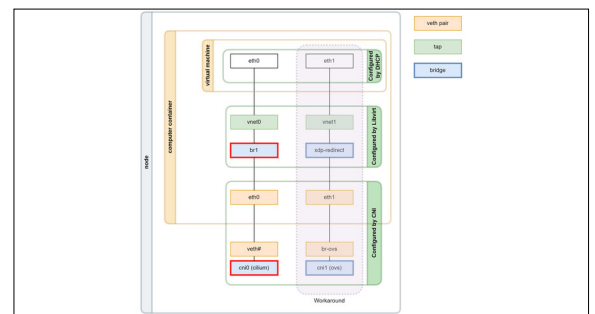 veth pair
tap
bridge
node
computer container
virtual machine
eth0
eth1
Configured
by DHCP
vnet0
vnet1
br1
xdp-redirect
Configured by Libvirt
eth0
eth1
veth#
br-ovs
cni0 (cilium)
cni1 (ovs)
Configured by CNI
Workaround